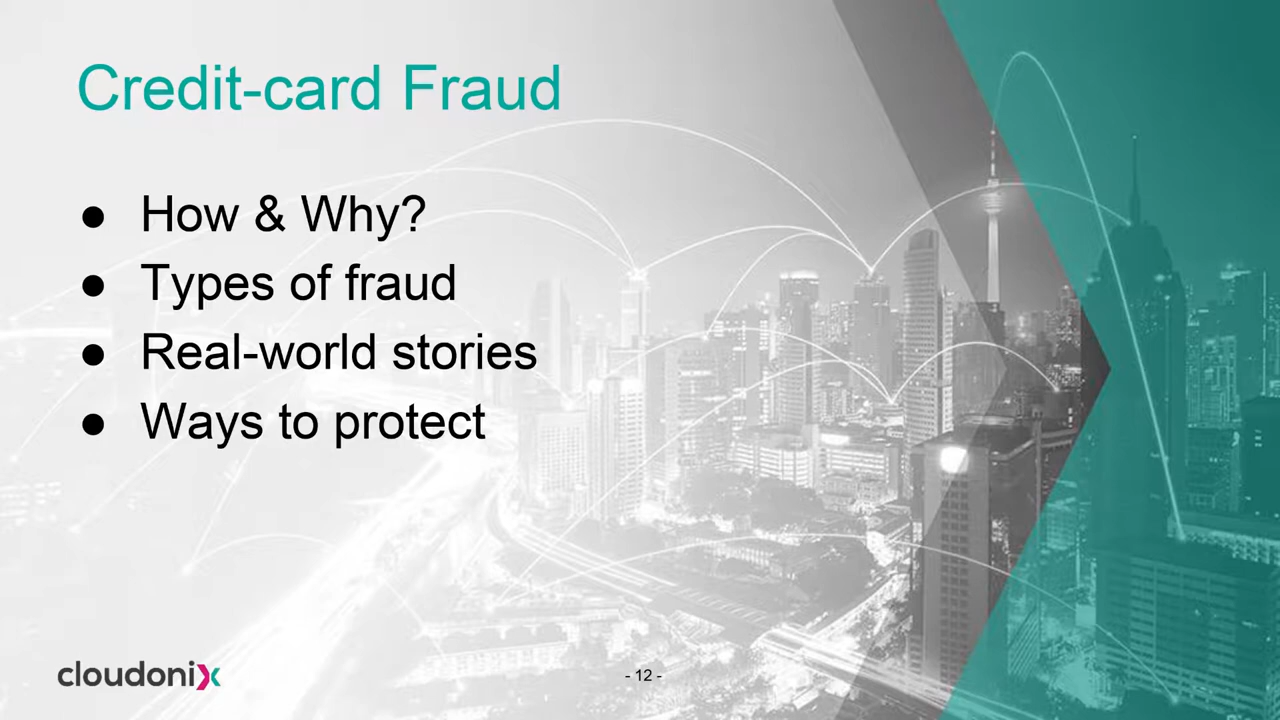 Credit-card Fraud
● How & Why?
● Types of fraud
● Real-world stories
● Ways to protect
cloudonix
- 12 -